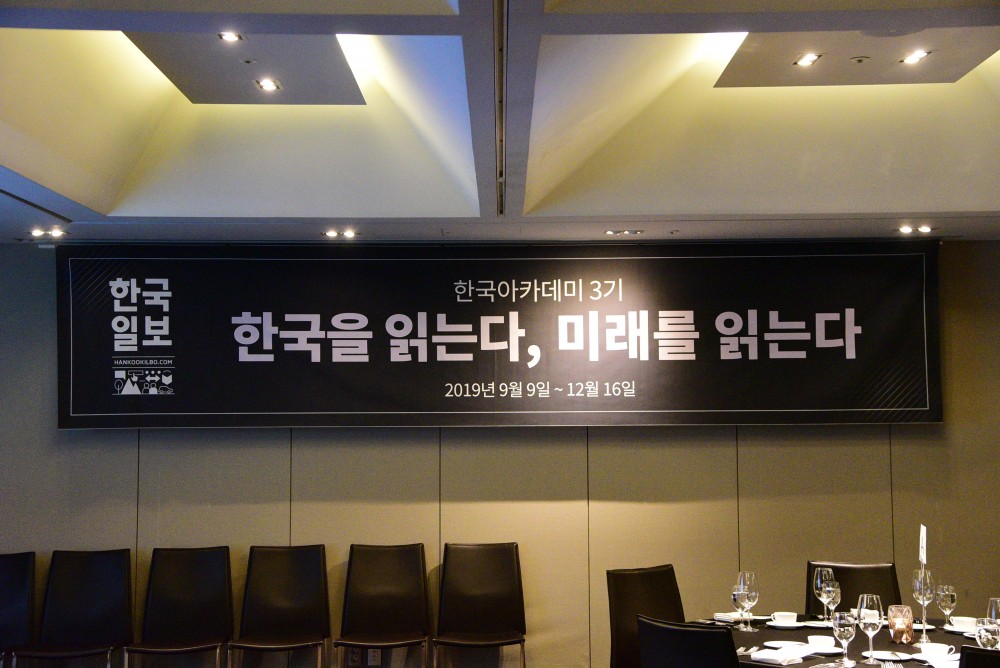 한국
일보
HANKOOKILBO.COM
한국아카데미 3기
한국을 읽는다, 미래를 읽는다
2019년 9월 9일 ~ 12월 16일